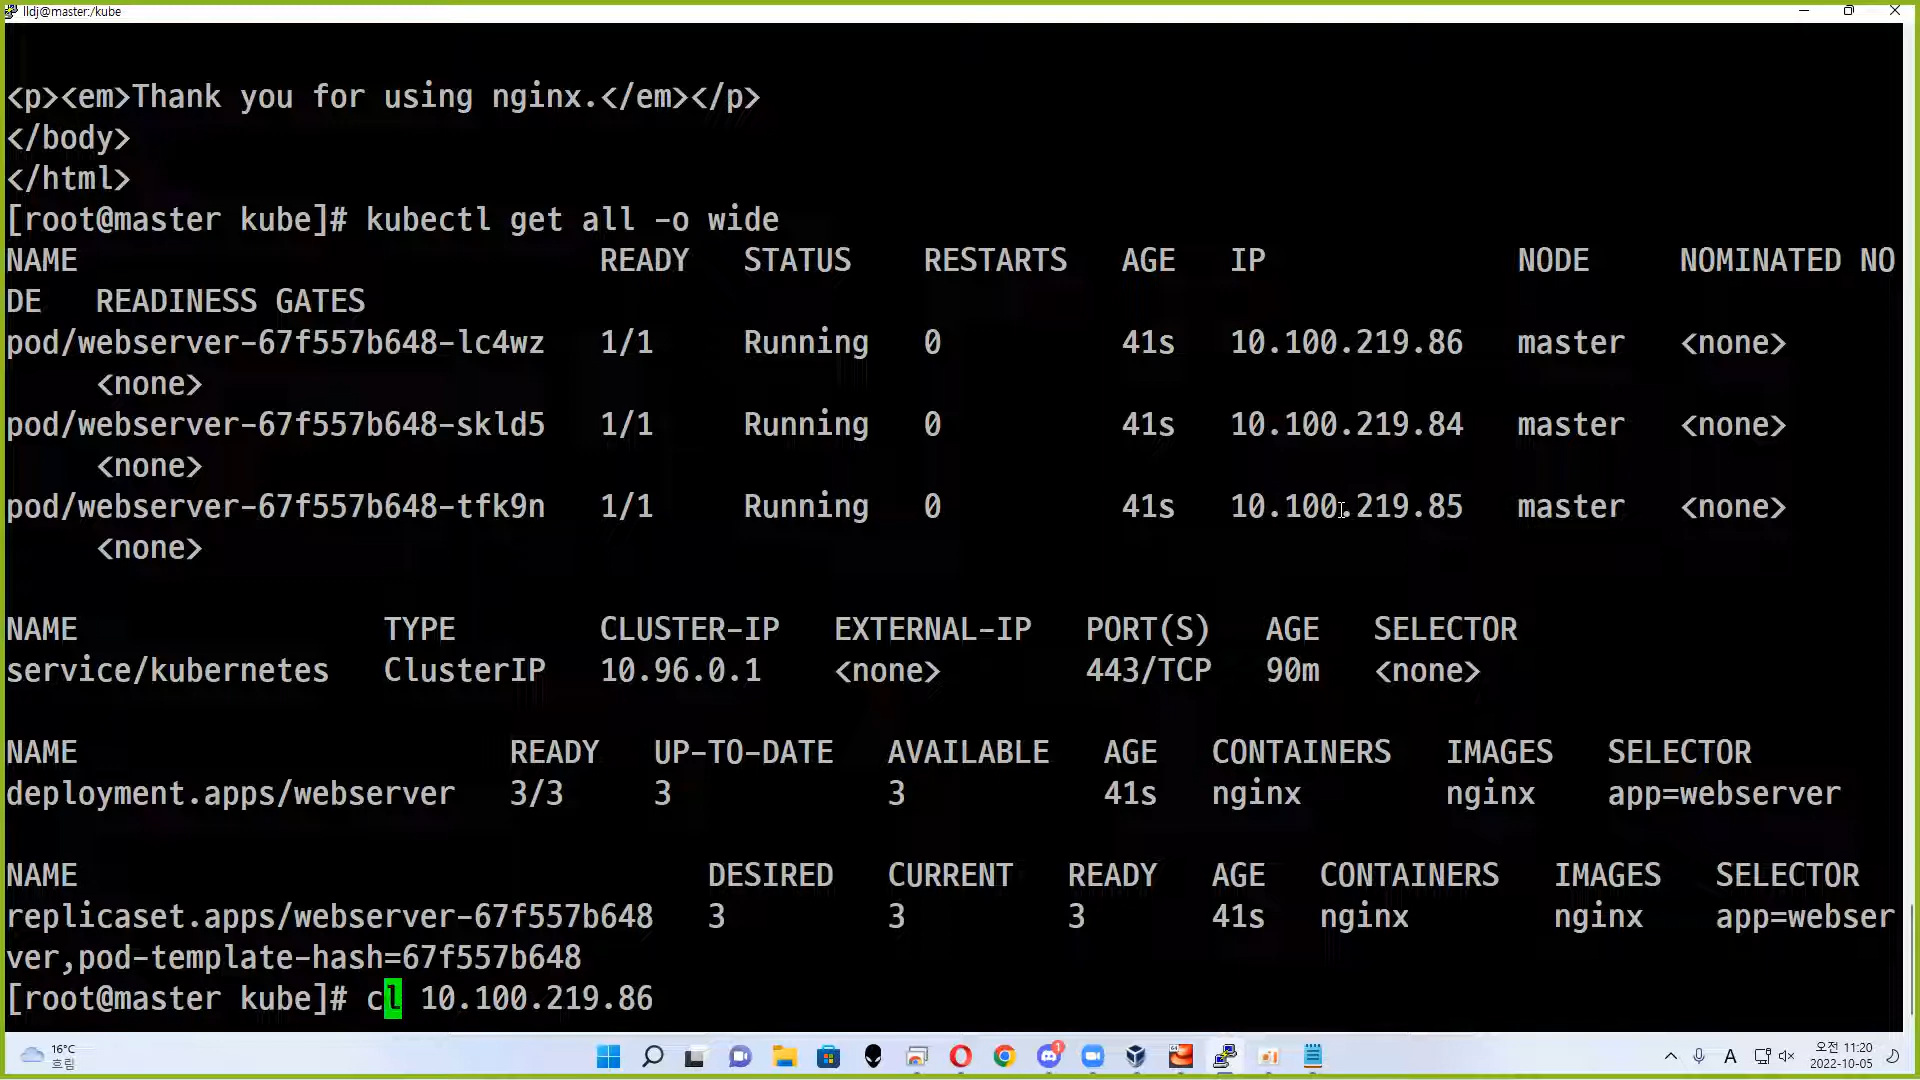 lldj@master:/kube
<p><em>Thank you for using nginx.</em></p>
</body>
</html>
[root@master kube]# kubectl get all -o wide
NAME READY STATUS RESTARTS AGE IP NODE NOMINATED NO
DE READINESS GATES
pod/webserver-67f557b648-lc4wz 1/1 Running 0 41s 10.100.219.86 master <none>
<none>
pod/webserver-67f557b648-skld5 1/1 Running 0 41s 10.100.219.84 master <none>
<none>
pod/webserver-67f557b648-tfk9n 1/1 Running 0 41s 10.100.219.85 master <none>
<none>
NAME TYPE CLUSTER-IP EXTERNAL-IP PORT(S) AGE SELECTOR
service/kubernetes ClusterIP 10.96.0.1 <none> 443/TCP 90m <none>
NAME READY UP-TO-DATE AVAILABLE AGE CONTAINERS IMAGES SELECTOR
deployment.apps/webserver 3/3 3 3 41s nginx nginx app=webserver
NAME DESIRED CURRENT READY AGE CONTAINERS IMAGES SELECTOR
replicaset.apps/webserver-67f557b648 3 3 3 41s nginx nginx app=webser
ver,pod-template-hash=67f557b648
[root@master kube]# cl 10.100.219.86
16°C
흐림
1
64
A
오전 11:20
2022-10-05